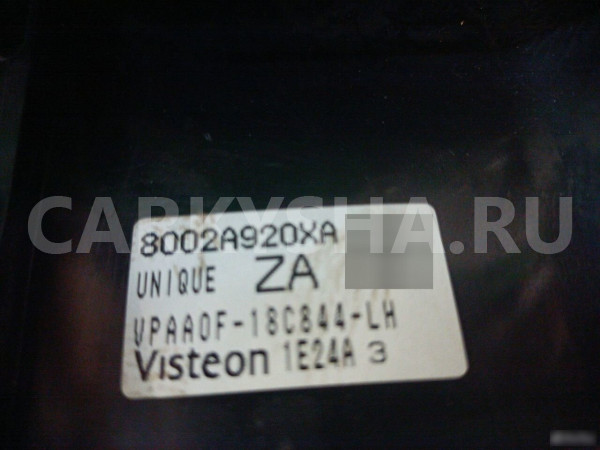 CARKYSHA.RU
8002A920XA
UNIQUE ZA
VPAA0F-18C844-LH
Visteon 1E24A 3